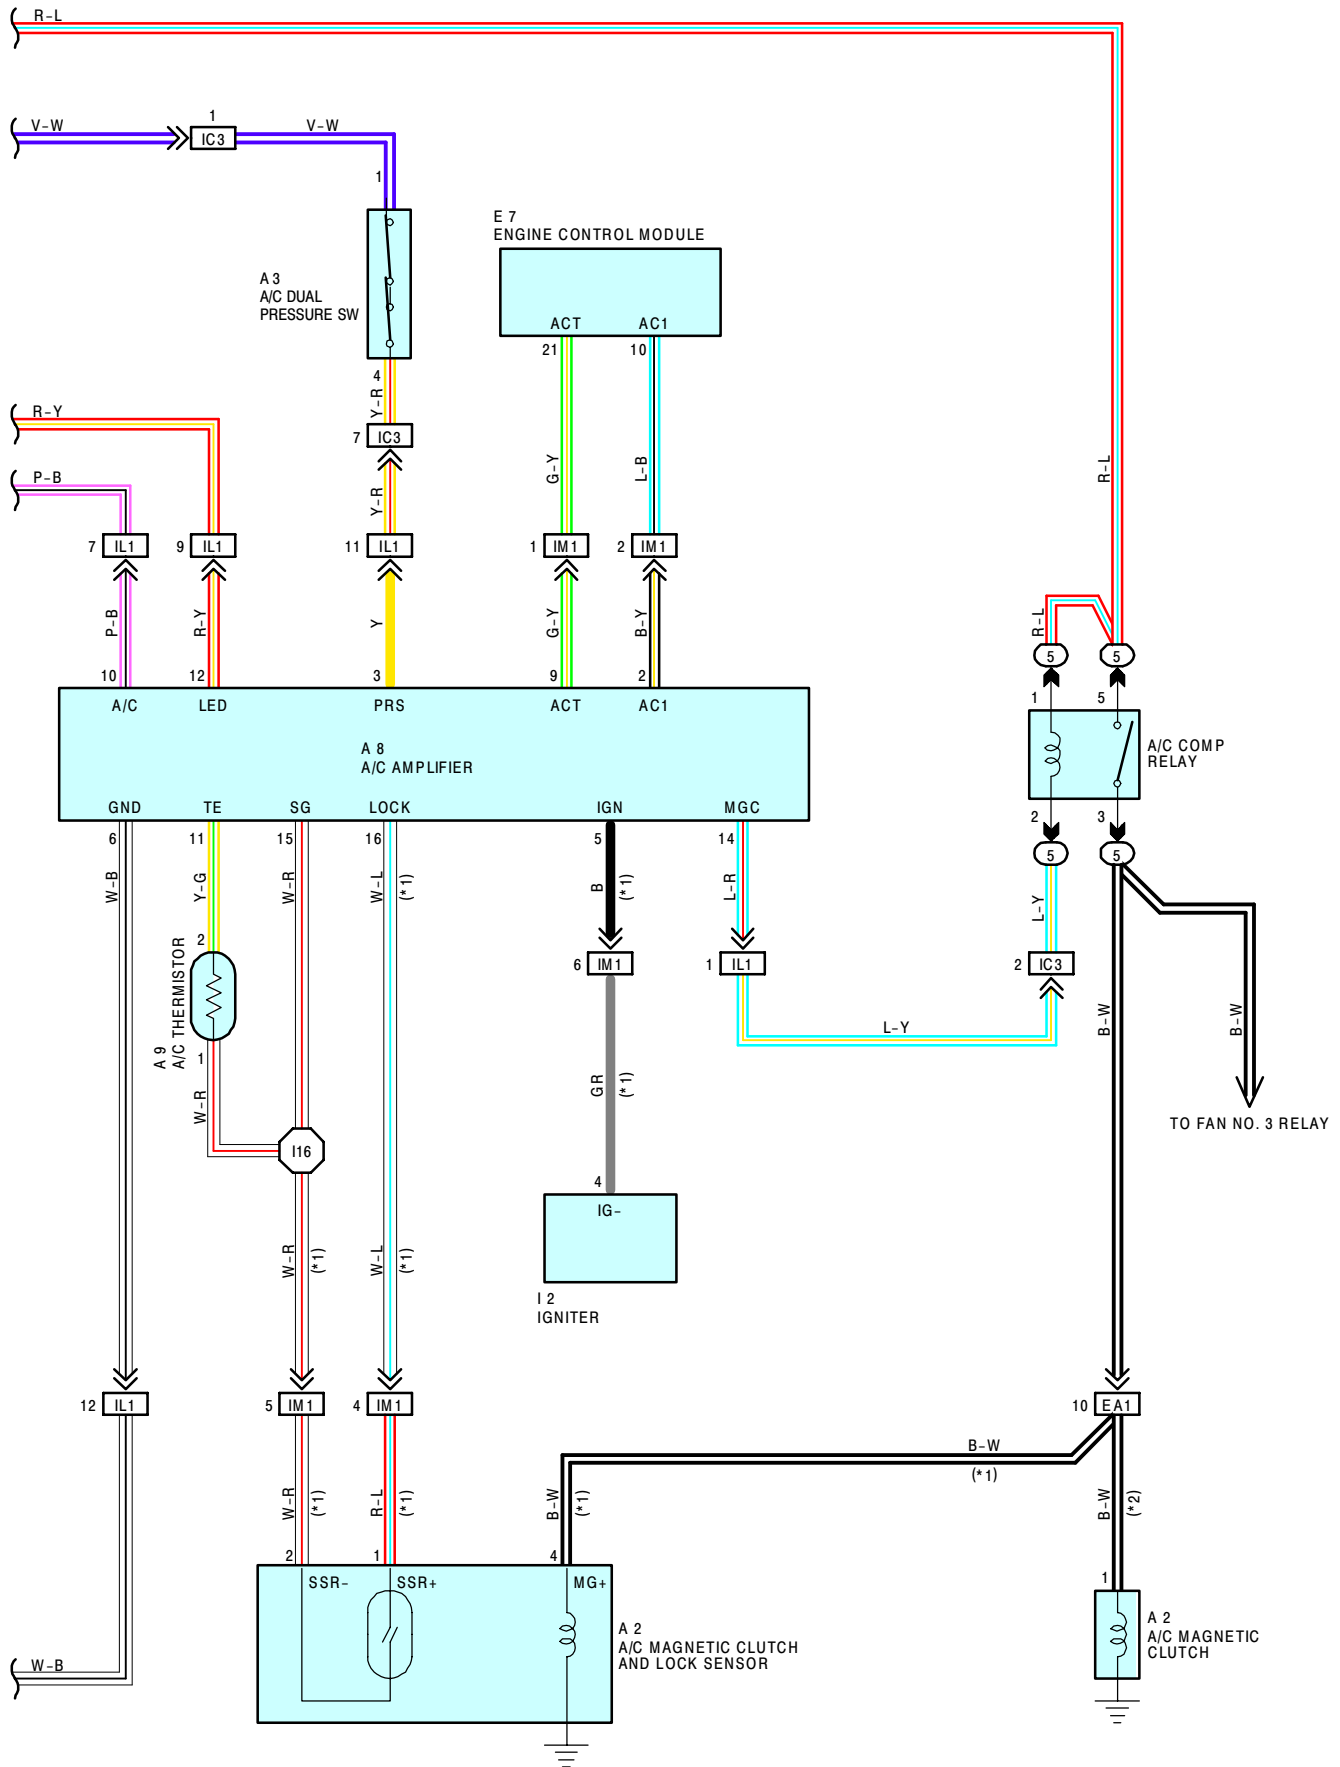 R-L
1
V-W
IC3
V-W
1
E 7
ENGINE CONTROL MODULE
A 3
A/C DUAL
PRESSURE SW
ACT
AC1
21
10
4
Y-R
R-Y
7
IC3
P-B
G-Y
L-B
R-L
Y-R
7
IL1
9
IL1
11
IL1
1
IM1
2
IM1
P-B
R-Y
Y
G-Y
B-Y
R-L
5
5
10
12
3
9
2
1
5
A/C
LED
PRS
ACT
AC1
A 8
A/C AMPLIFIER
A/C COMP
RELAY
GND
TE
SG
LOCK
IGN
MGC
2
3
6
11
15
16
5
14
5
5
W-B
Y-G
W-R
W-L
(*1)
B
(*1)
L-R
L-Y
2
6
IM1
1
IL1
2
IC3
A 9
A/C THERMISTOR
L-Y
B-W
B-W
1
GR
(*1)
W-R
TO FAN NO. 3 RELAY
I16
4
IG-
W-R
(*1)
W-L
(*1)
I 2
IGNITER
12
IL1
5
IM1
4
IM1
10
EA1
B-W
(*1)
W-R
(*1)
R-L
(*1)
B-W
(*1)
B-W
(*2)
2
1
4
1
SSR-
SSR+
MG+
A 2
A/C MAGNETIC CLUTCH
AND LOCK SENSOR
A 2
A/C MAGNETIC
CLUTCH
W-B